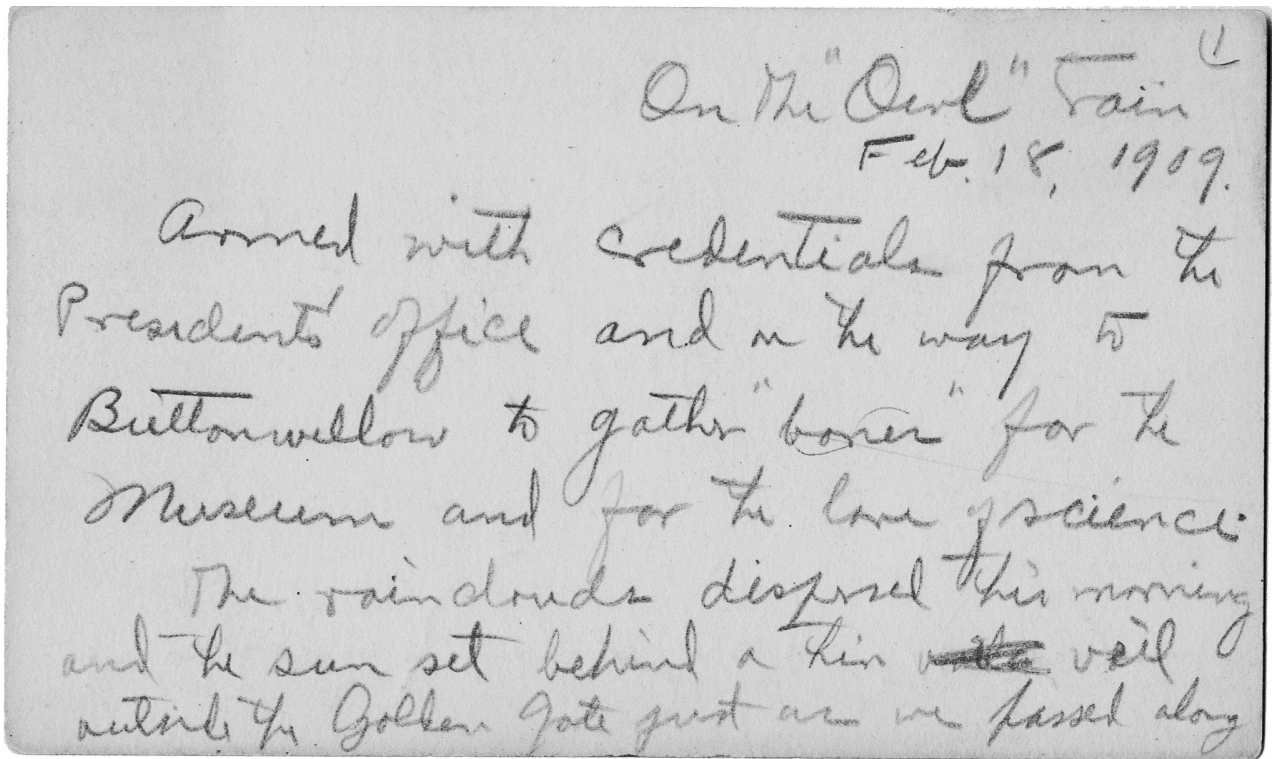 1
On the "Owl" Train
Feb. 18, 1909.
Armed with credentials from the
Presidents' office and on the way to
Buttonwillow to gather "bones" for the
Museum and for the love of science.
The rainclouds dispersed this morning
and the sun set behind a thin veil
outside the Golden Gate just as we passed along